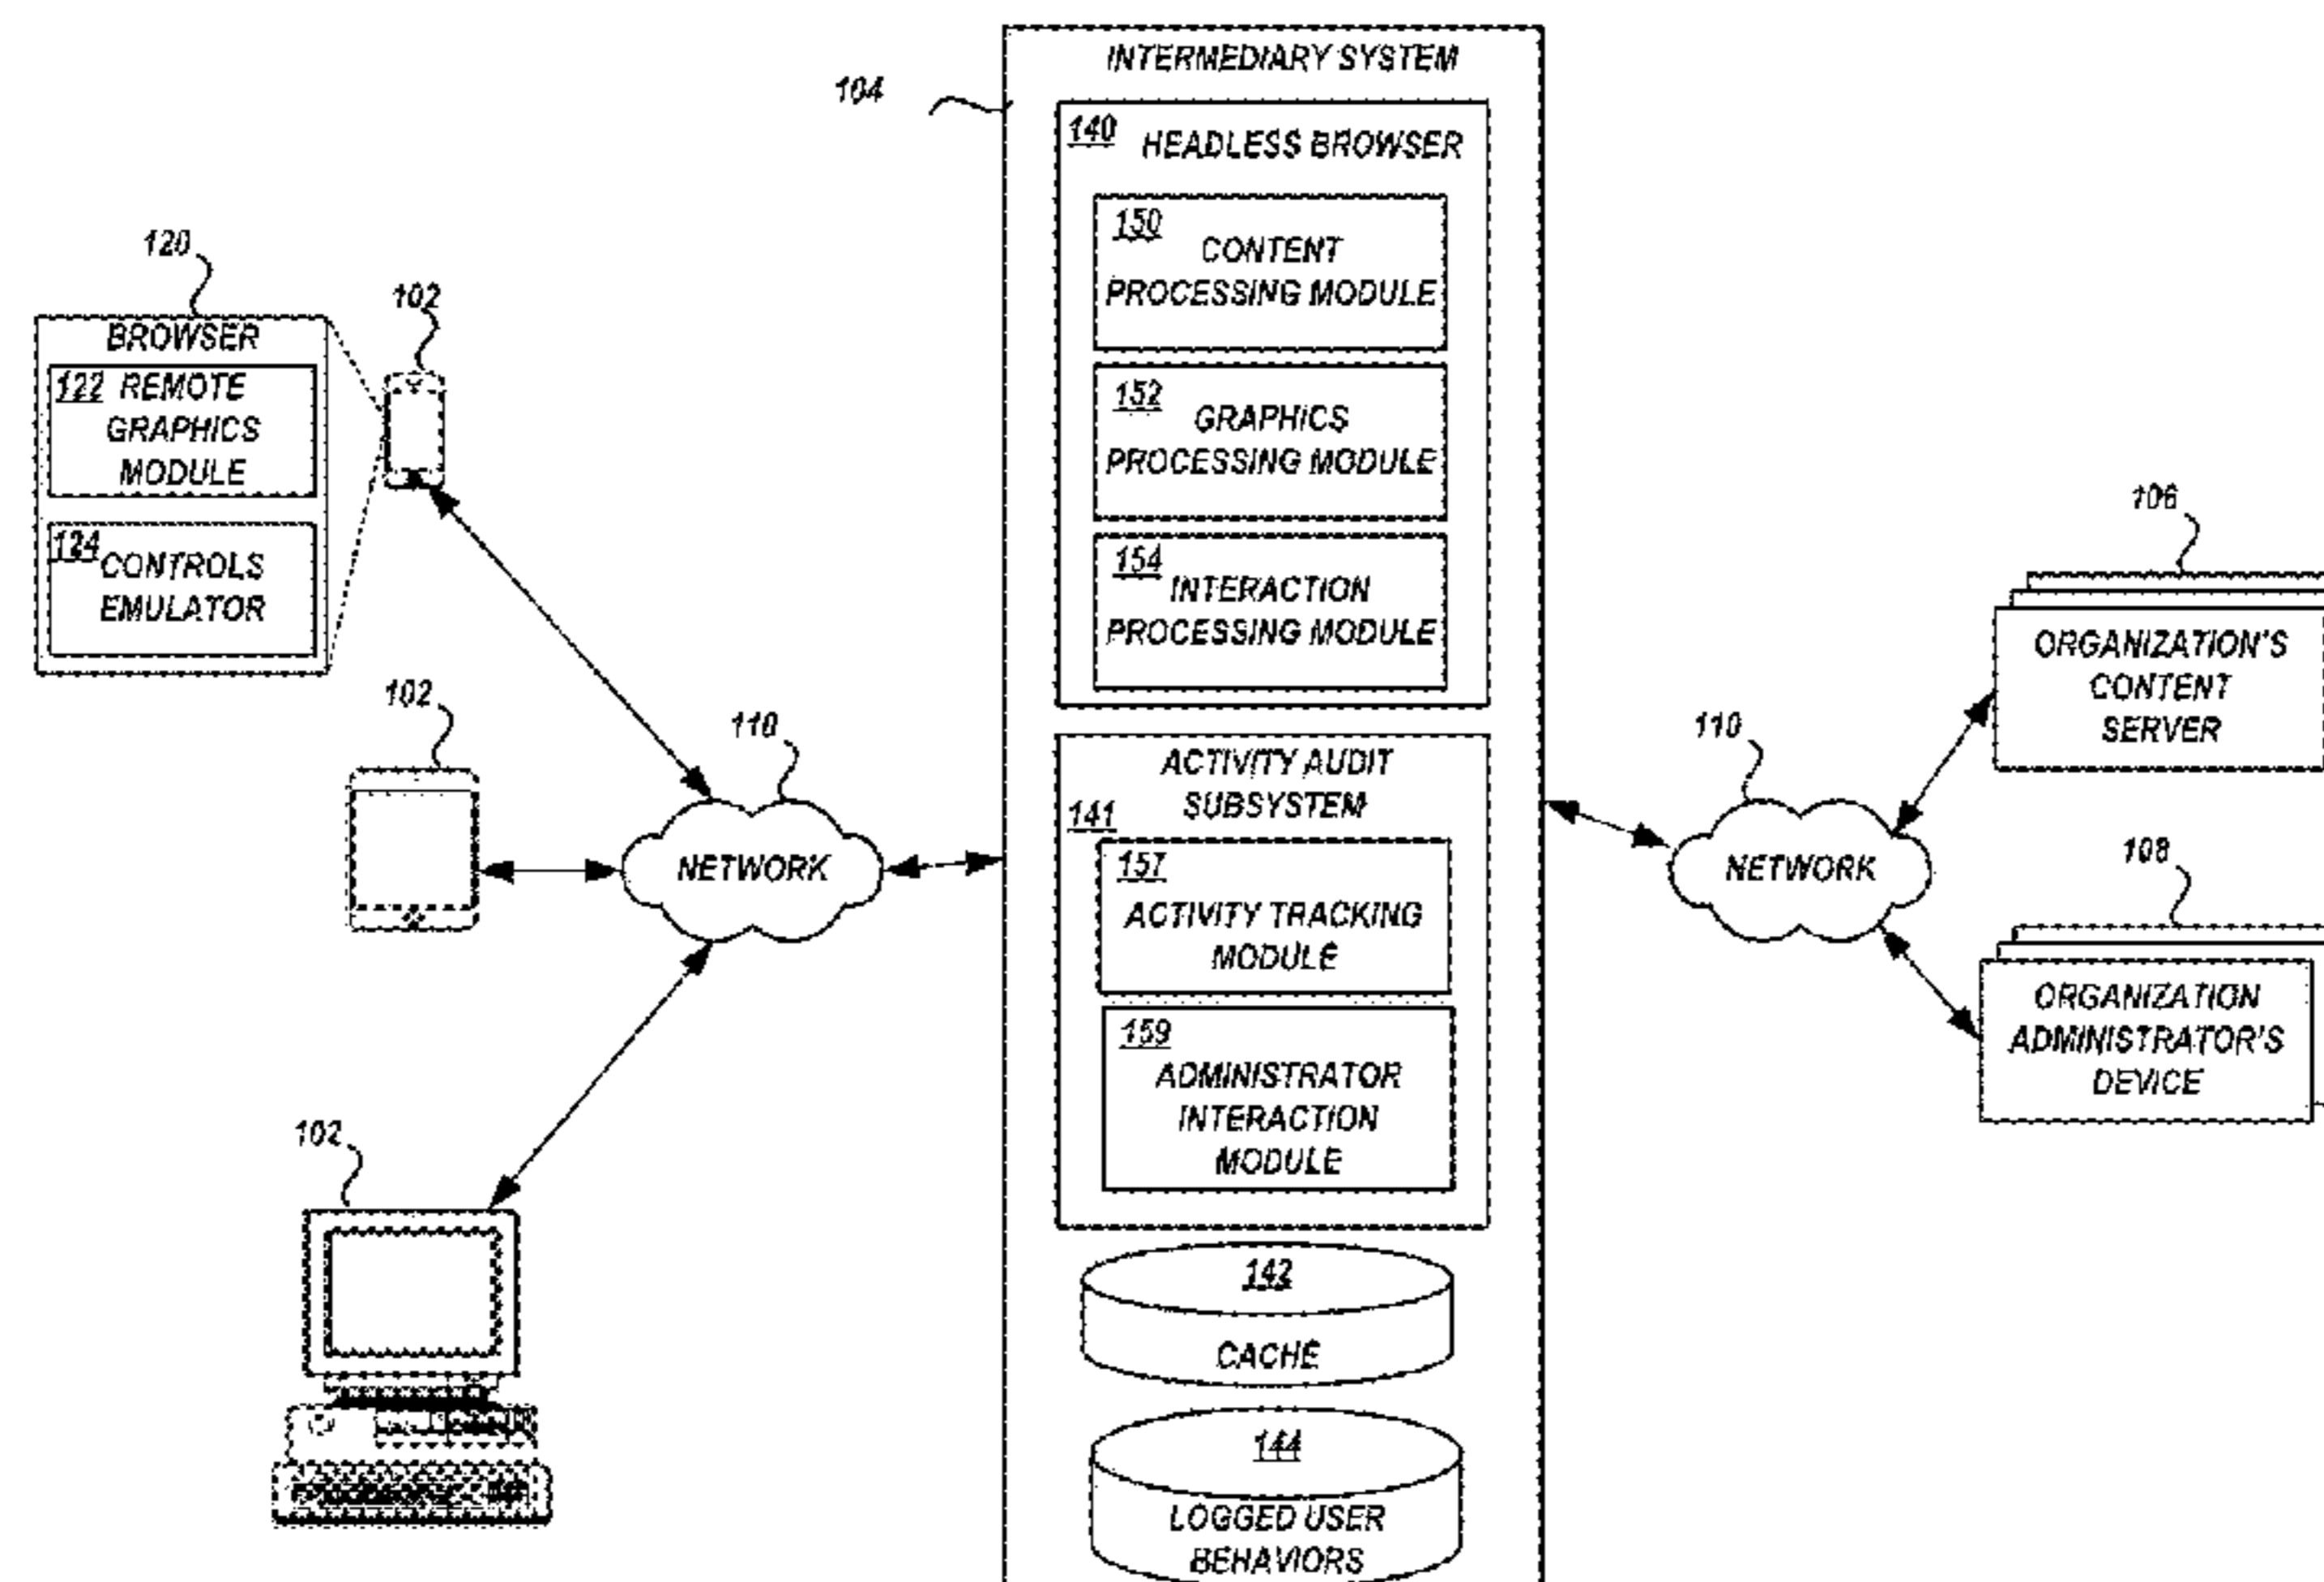 120
102
BROWSER
122 REMOTE
GRAPHICS
MODULE
124 CONTROLS
EMULATOR
102
110
NETWORK
102
104
INTERMEDIARY SYSTEM
140 HEADLESS BROWSER
150
CONTENT
PROCESSING MODULE
152
GRAPHICS
PROCESSING MODULE
154
INTERACTION
PROCESSING MODULE
ACTIVITY AUDIT
SUBSYSTEM
141
157
ACTIVITY TRACKING
MODULE
159
ADMINISTRATOR
INTERACTION
MODULE
142
CACHE
144
LOGGED USER
BEHAVIORS
110
NETWORK
106
ORGANIZATION'S
CONTENT
SERVER
108
ORGANIZATION
ADMINISTRATOR'S
DEVICE